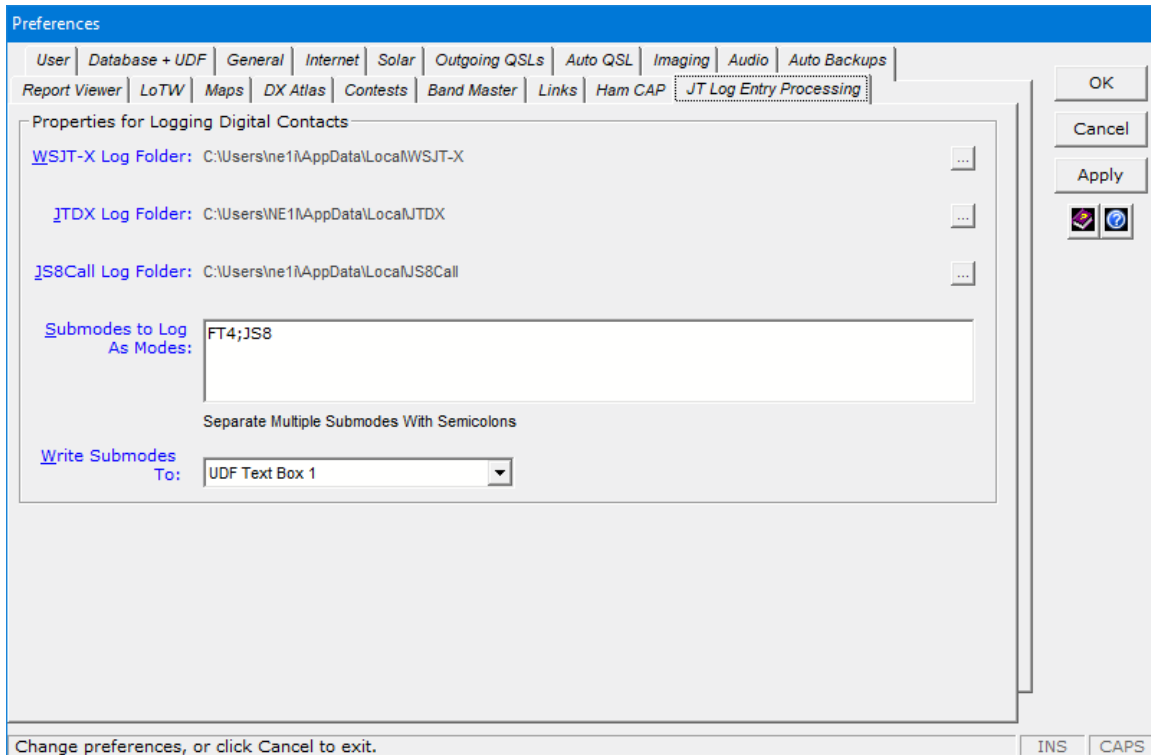 Preferences
User Database + UDF General Internet Solar Outgoing QSLs Auto QSL Imaging Audio Auto Backups
Report Viewer LoTW Maps DX Atlas Contests Band Master Links Ham CAP JT Log Entry Processing
OK
Cancel
Apply
Properties for Logging Digital Contacts
WSJT-X Log Folder: C:\Users\ne1i\AppData\Local\WSJT-X ...
JTDX Log Folder: C:\Users\NE1I\AppData\Local\JTDX ...
JS8Call Log Folder: C:\Users\ne1i\AppData\Local\JS8Call ...
Submodes to Log
As Modes:
FT4;JS8
Separate Multiple Submodes With Semicolons
Write Submodes
To:
UDF Text Box 1
Change preferences, or click Cancel to exit. INS CAPS